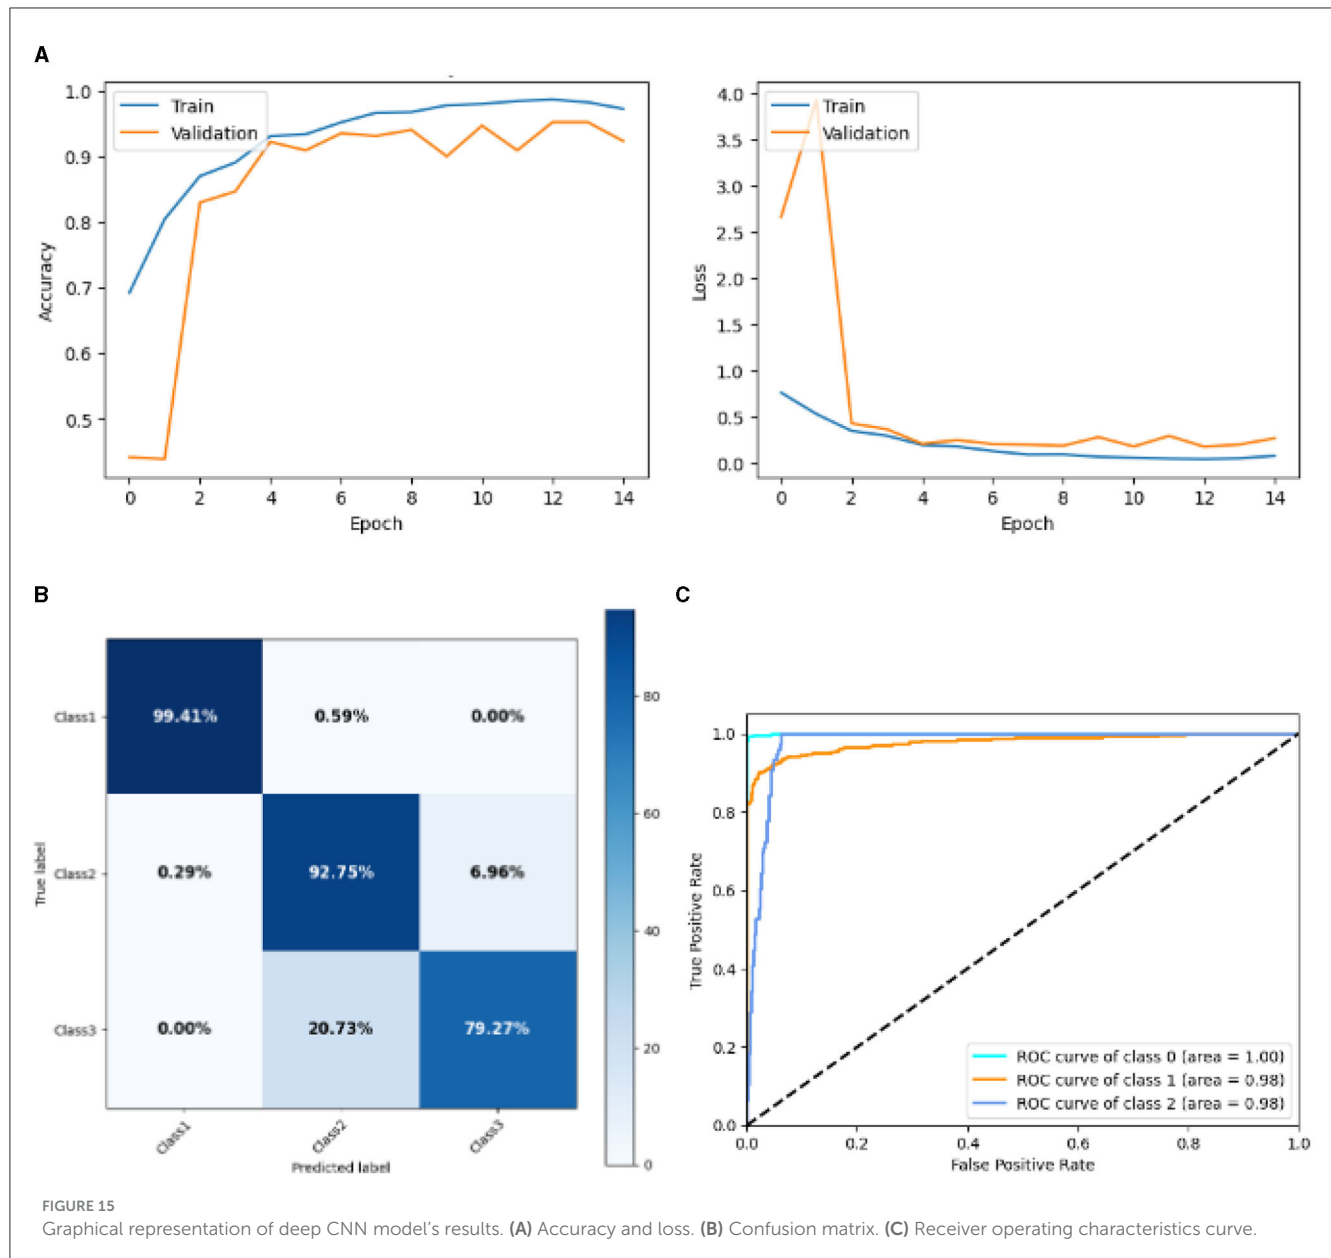 A
1.0
0.9
0.8
0.7
0.6
0.5
Accuracy
Train
Validation
0 2 4 6 8 10 12 14
Epoch
4.0
3.5
3.0
2.5
2.0
1.5
1.0
0.5
0.0
Loss
Train
Validation
0 2 4 6 8 10 12 14
Epoch
B
True label
Class1 99.41% 0.59% 0.00%
Class2 0.29% 92.75% 6.96%
Class3 0.00% 20.73% 79.27%
Class1 Class2 Class3
Predicted label
80
60
40
20
0
C
1.0
0.8
0.6
0.4
0.2
0.0
True Positive Rate
ROC curve of class 0 (area = 1.00)
ROC curve of class 1 (area = 0.98)
ROC curve of class 2 (area = 0.98)
0.0 0.2 0.4 0.6 0.8 1.0
False Positive Rate
FIGURE 15
Graphical representation of deep CNN model’s results. (A) Accuracy and loss. (B) Confusion matrix. (C) Receiver operating characteristics curve.